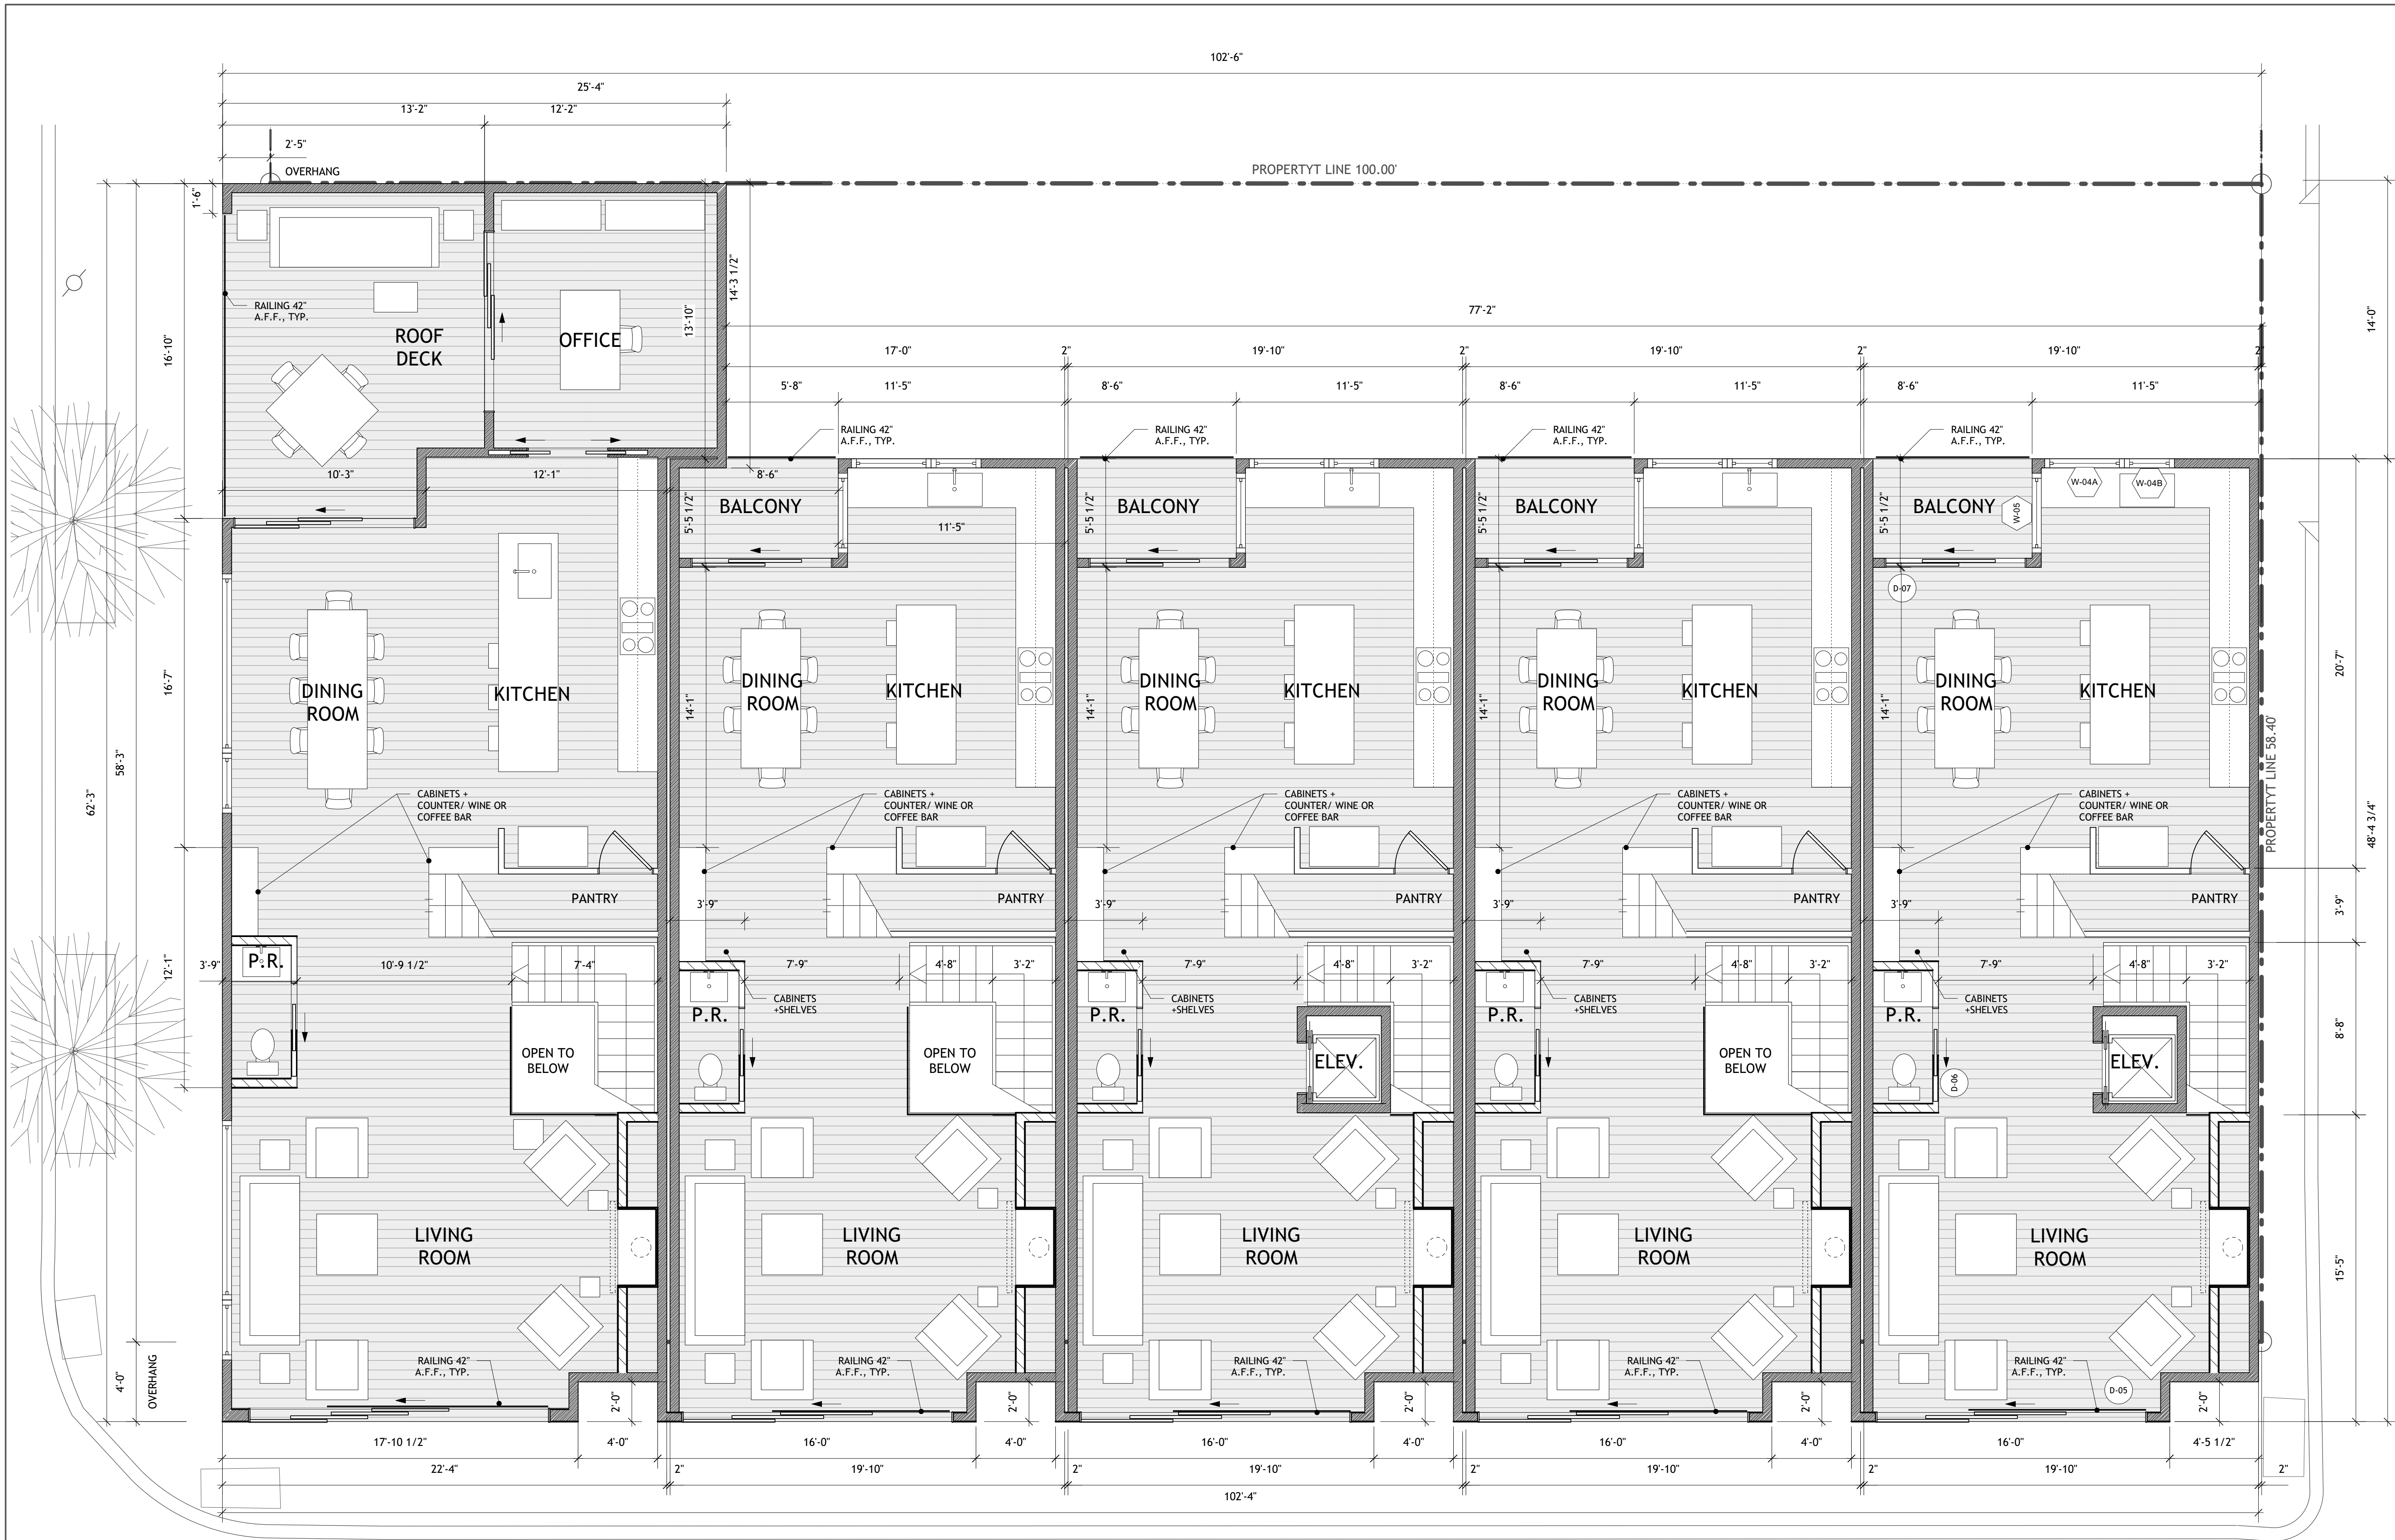 102'-6"
25'-4"
13'-2"
12'-2"
2'-5"
OVERHANG
PROPERTYT LINE 100.00'
1'-6"
RAILING 42"
A.F.F., TYP.
ROOF
DECK
OFFICE
13'-10"
14'-3 1/2"
16'-10"
77'-2"
14'-0"
17'-0"
2"
19'-10"
2"
19'-10"
2"
19'-10"
2"
5'-8"
11'-5"
8'-6"
11'-5"
8'-6"
11'-5"
8'-6"
11'-5"
RAILING 42"
A.F.F., TYP.
RAILING 42"
A.F.F., TYP.
RAILING 42"
A.F.F., TYP.
RAILING 42"
A.F.F., TYP.
10'-3"
12'-1"
8'-6"
5'-5 1/2"
BALCONY
11'-5"
5'-5 1/2"
BALCONY
5'-5 1/2"
BALCONY
5'-5 1/2"
BALCONY
W-05
W-04A
W-04B
D-07
16'-7"
58'-3"
62'-3"
DINING
ROOM
KITCHEN
14'-1"
DINING
ROOM
KITCHEN
14'-1"
DINING
ROOM
KITCHEN
14'-1"
DINING
ROOM
KITCHEN
14'-1"
DINING
ROOM
KITCHEN
20'-7"
PROPERTYT LINE 58.40'
48'-4 3/4"
CABINETS +
COUNTER/ WINE OR
COFFEE BAR
CABINETS +
COUNTER/ WINE OR
COFFEE BAR
CABINETS +
COUNTER/ WINE OR
COFFEE BAR
CABINETS +
COUNTER/ WINE OR
COFFEE BAR
CABINETS +
COUNTER/ WINE OR
COFFEE BAR
PANTRY
3'-9"
PANTRY
3'-9"
PANTRY
3'-9"
PANTRY
3'-9"
PANTRY
3'-9"
12'-1"
3'-9"
P.R.
10'-9 1/2"
7'-4"
7'-9"
4'-8"
3'-2"
7'-9"
4'-8"
3'-2"
7'-9"
4'-8"
3'-2"
7'-9"
4'-8"
3'-2"
CABINETS
+SHELVES
CABINETS
+SHELVES
CABINETS
+SHELVES
CABINETS
+SHELVES
P.R.
P.R.
P.R.
P.R.
8'-8"
OPEN TO
BELOW
OPEN TO
BELOW
ELEV.
OPEN TO
BELOW
D-06
ELEV.
LIVING
ROOM
LIVING
ROOM
LIVING
ROOM
LIVING
ROOM
LIVING
ROOM
15'-5"
4'-0"
OVERHANG
RAILING 42"
A.F.F., TYP.
2'-0"
RAILING 42"
A.F.F., TYP.
2'-0"
RAILING 42"
A.F.F., TYP.
2'-0"
RAILING 42"
A.F.F., TYP.
2'-0"
RAILING 42"
A.F.F., TYP.
D-05
2'-0"
17'-10 1/2"
4'-0"
16'-0"
4'-0"
16'-0"
4'-0"
16'-0"
4'-0"
16'-0"
4'-5 1/2"
22'-4"
2"
19'-10"
2"
19'-10"
2"
19'-10"
2"
19'-10"
2"
102'-4"